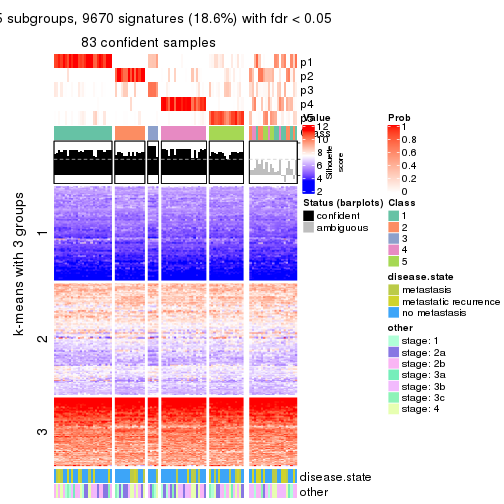 5 subgroups, 9670 signatures (18.6%) with fdr < 0.05
83 confident samples
p1
p2
p3
p4
Value
12
10
8
6
4
2
Class
Silhouette
score
Prob
1
0.8
0.6
0.4
0.2
0
Status (barplots)
confident
ambiguous
Class
1
2
3
4
5
disease.state
metastasis
metastatic recurrence
no metastasis
other
stage: 1
stage: 2a
stage: 2b
stage: 3a
stage: 3b
stage: 3c
stage: 4
k-means with 3 groups
1
2
3
disease.state
other